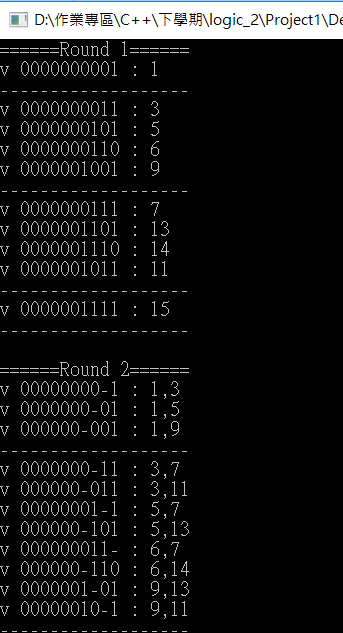 D:\作業專區\C++\下學期\logic_2\Project1\De
======Round 1======
v 0000000001 : 1
-------------------
v 0000000011 : 3
v 0000000101 : 5
v 0000000110 : 6
v 0000001001 : 9
-------------------
v 0000000111 : 7
v 0000001101 : 13
v 0000001110 : 14
v 0000001011 : 11
-------------------
v 0000001111 : 15
-------------------
======Round 2======
v 00000000-1 : 1,3
v 0000000-01 : 1,5
v 000000-001 : 1,9
-------------------
v 0000000-11 : 3,7
v 000000-011 : 3,11
v 00000001-1 : 5,7
v 000000-101 : 5,13
v 000000011- : 6,7
v 000000-110 : 6,14
v 0000001-01 : 9,13
v 00000010-1 : 9,11
-------------------